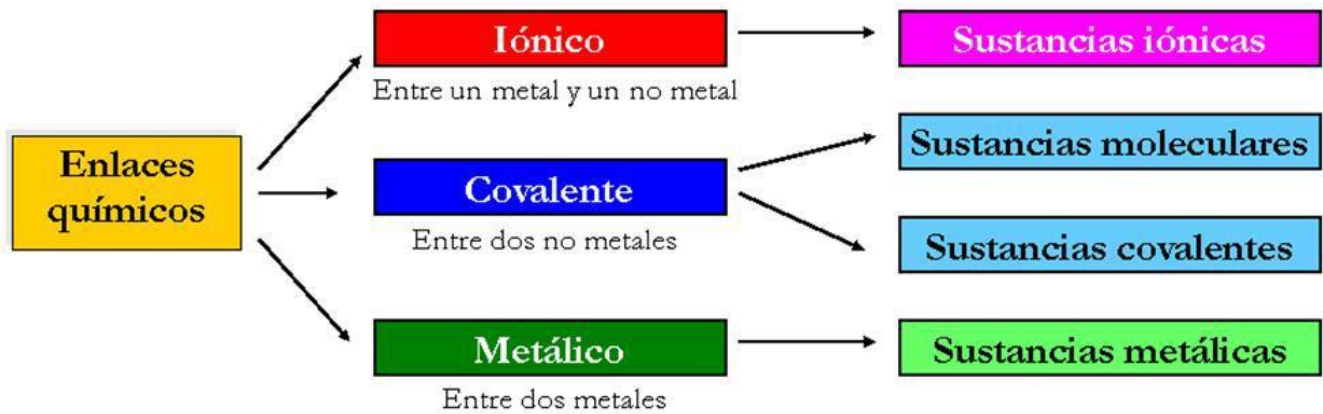 Enlaces
químicos
Iónico
Entre un metal y un no metal
Covalente
Entre dos no metales
Metálico
Entre dos metales
Sustancias iónicas
Sustancias moleculares
Sustancias covalentes
Sustancias metálicas